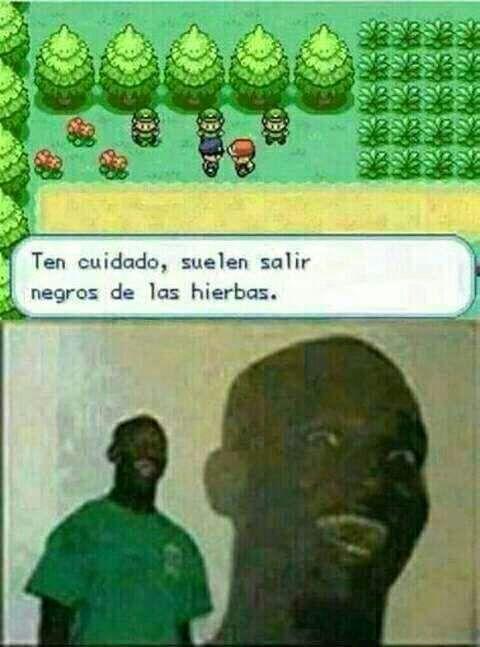 Ten cuidado, suelen salir
negros de las hierbas.